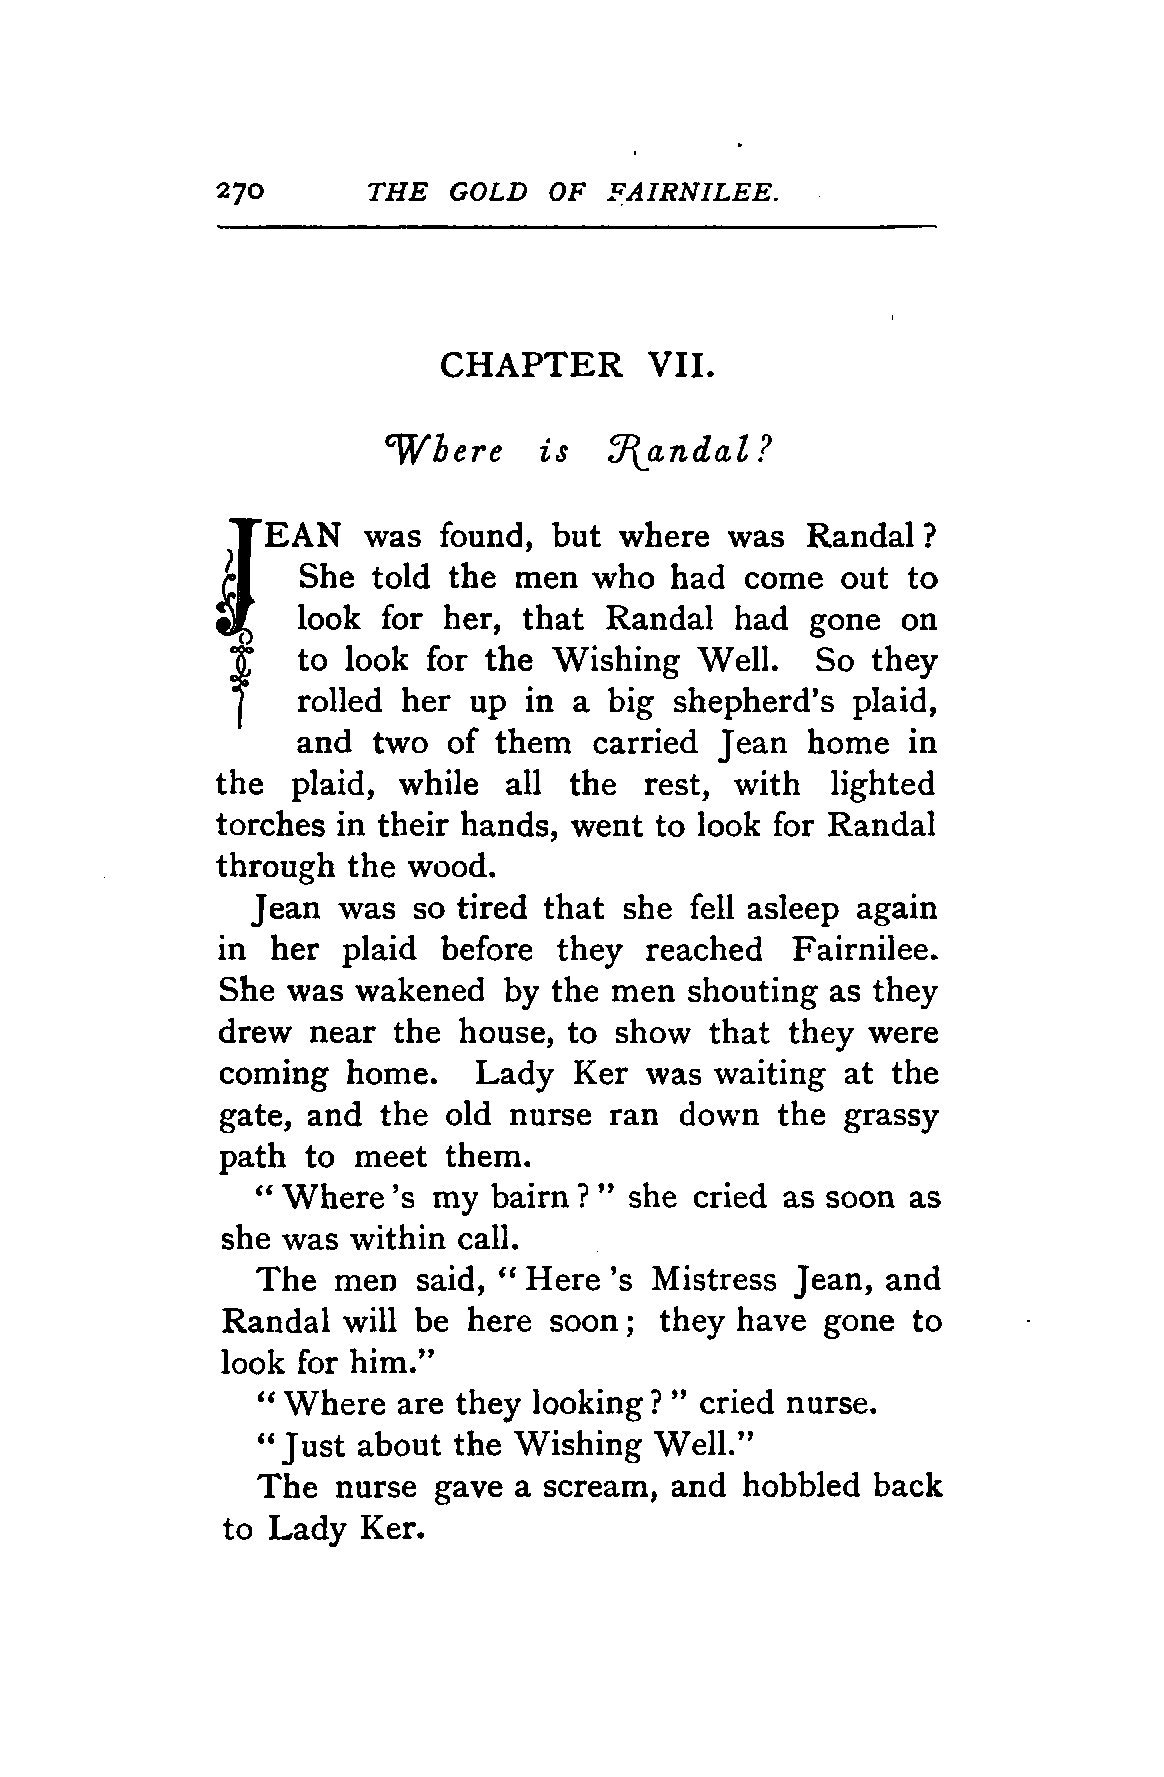 270 THE GOLD OF FAIRNILEE.
CHAPTER VII.
Where is Randal?
JEAN was found, but where was Randal?
She told the men who had come out to
look for her, that Randal had gone on
to look for the Wishing Well. So they
rolled her up in a big shepherd's plaid,
and two of them carried Jean home in
the plaid, while all the rest, with lighted
torches in their hands, went to look for Randal
through the wood.
Jean was so tired that she fell asleep again
in her plaid before they reached Fairnilee.
She was wakened by the men shouting as they
drew near the house, to show that they were
coming home. Lady Ker was waiting at the
gate, and the old nurse ran down the grassy
path to meet them.
"Where's my bairn?" she cried as soon as
she was within call.
The men said, "Here's Mistress Jean, and
Randal will be here soon; they have gone to
look for him."
"Where are they looking?" cried nurse.
"Just about the Wishing Well."
The nurse gave a scream, and hobbled back
to Lady Ker.